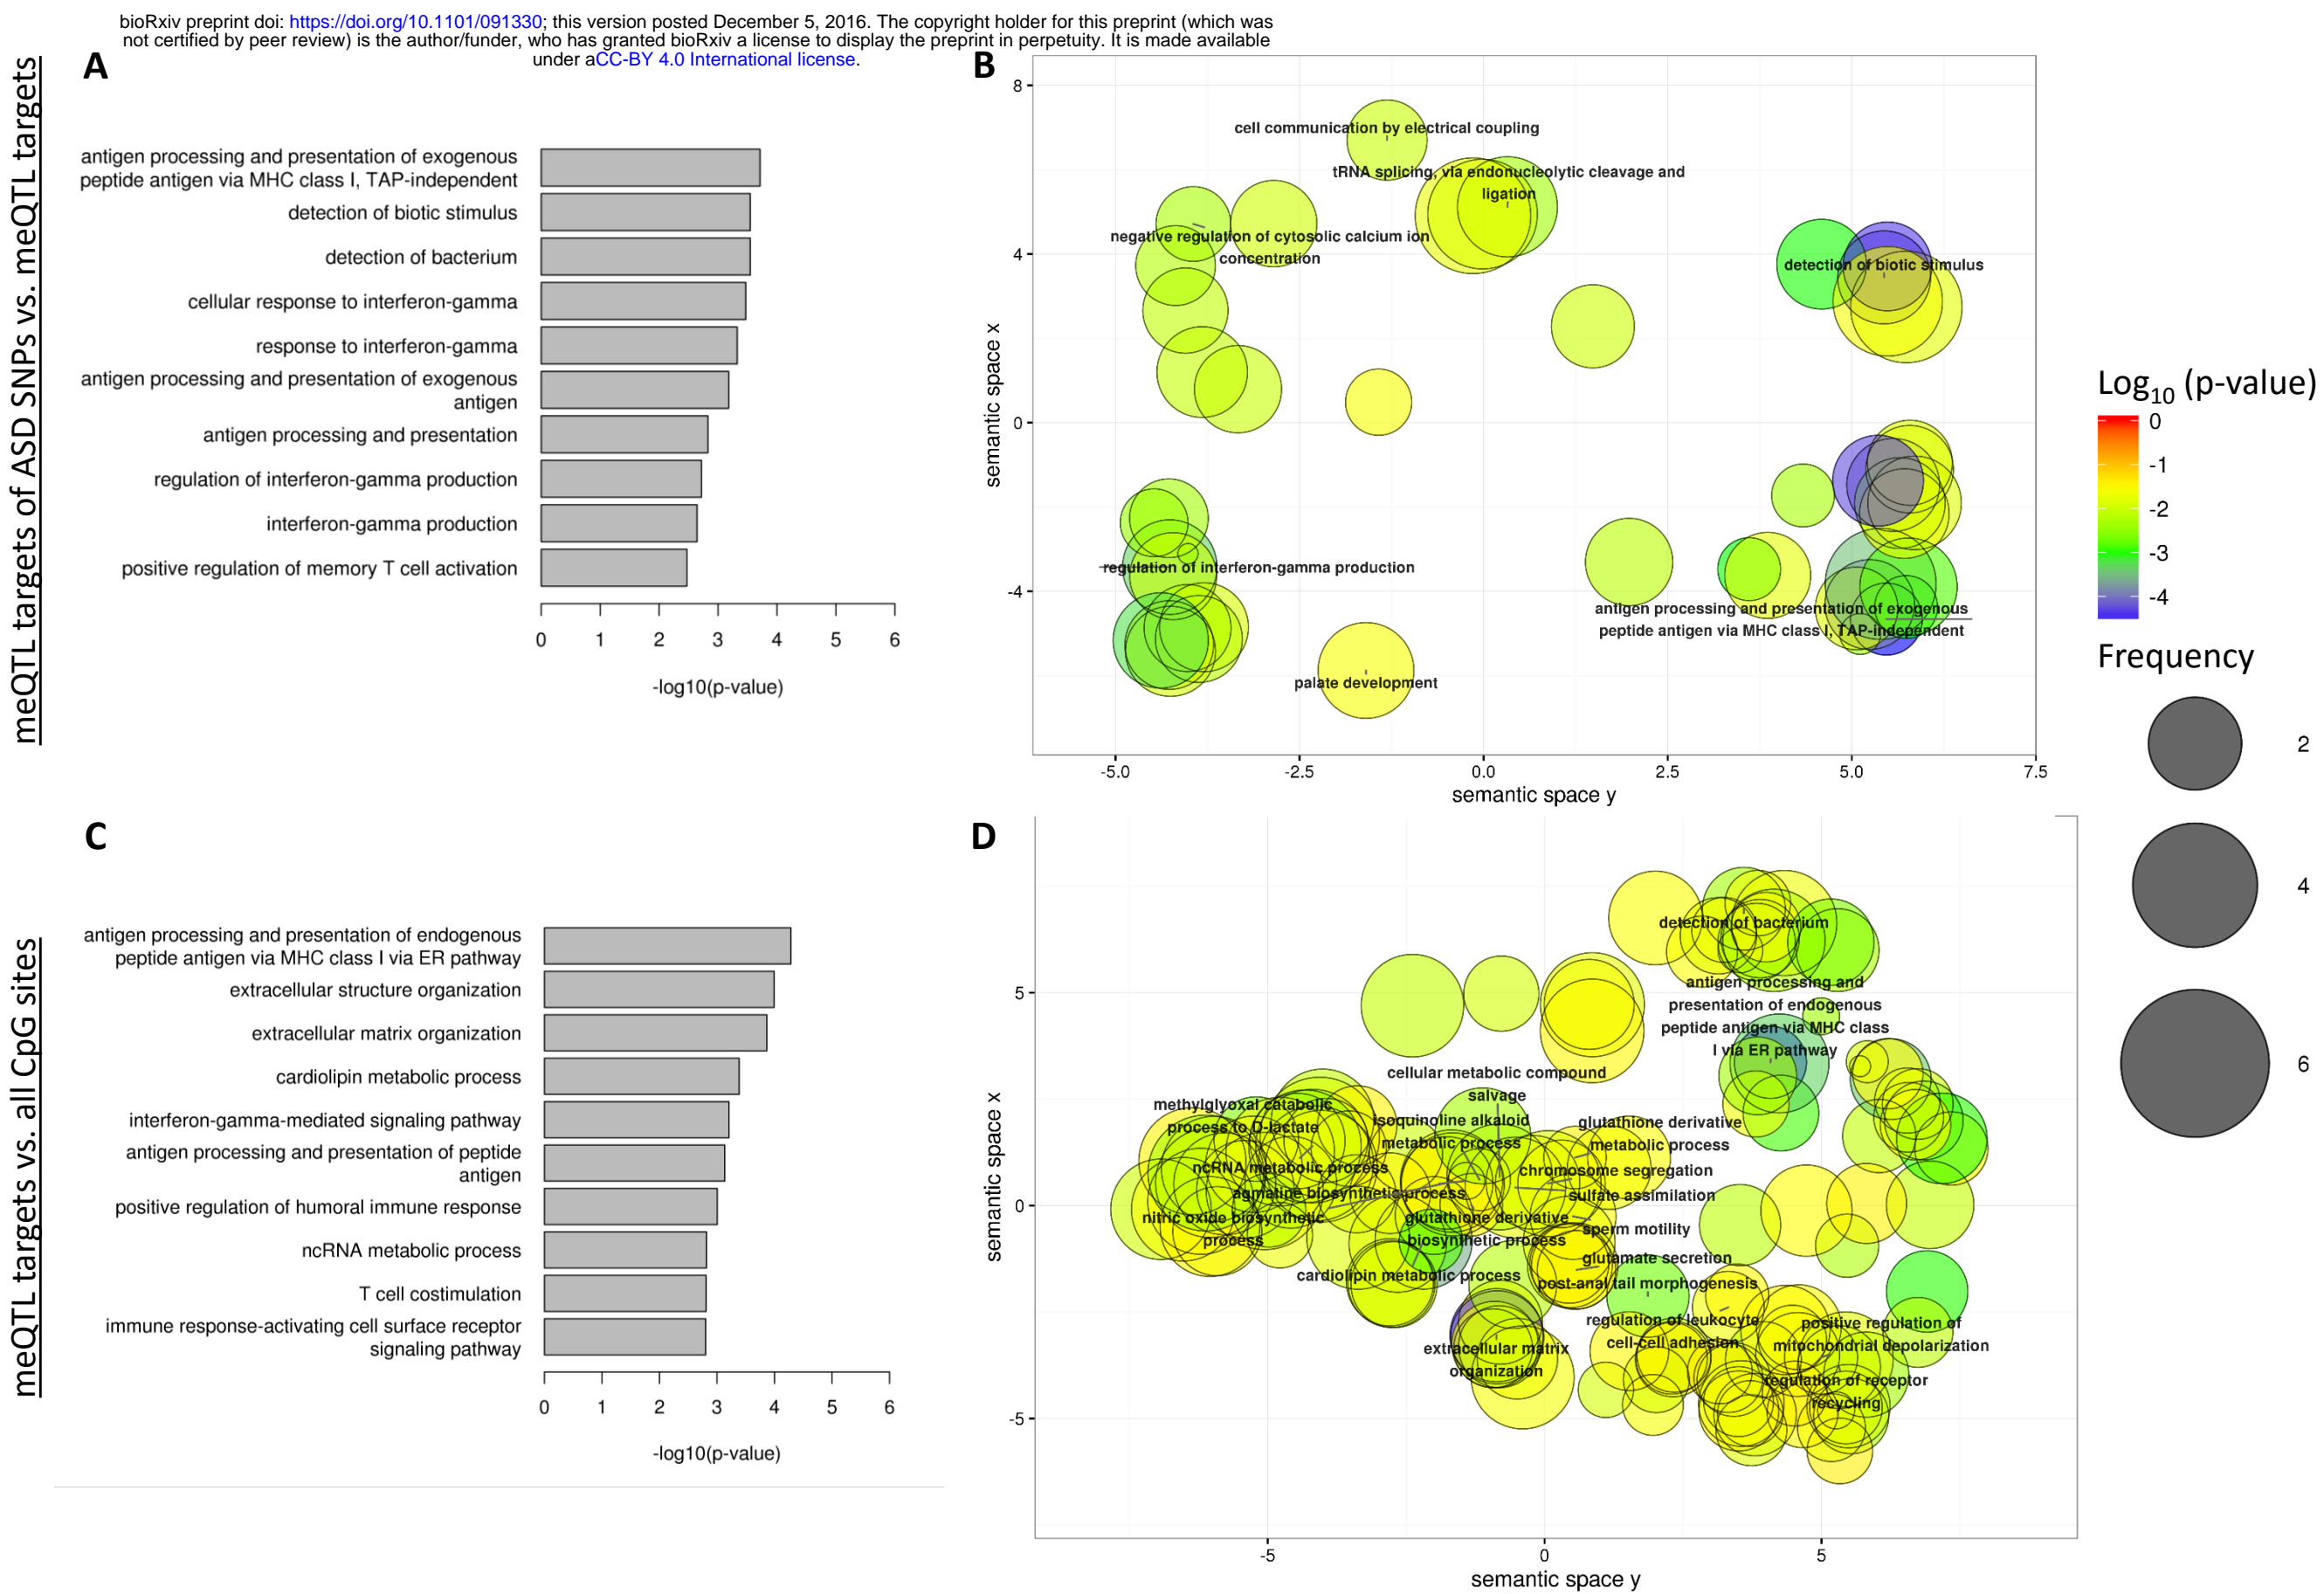 bioRxiv preprint doi: https://doi.org/10.1101/091330; this version posted December 5, 2016. The copyright holder for this preprint (which was
not certified by peer review) is the author/funder, who has granted bioRxiv a license to display the preprint in perpetuity. It is made available
under aCC-BY 4.0 International license.
meQTL targets of ASD SNPs vs. meQTL targets
A
antigen processing and presentation of exogenous
peptide antigen via MHC class I, TAP-independent
detection of biotic stimulus
detection of bacterium
cellular response to interferon-gamma
response to interferon-gamma
antigen processing and presentation of exogenous
antigen
antigen processing and presentation
regulation of interferon-gamma production
interferon-gamma production
positive regulation of memory T cell activation
0 1 2 3 4 5 6
-log10(p-value)
B
semantic space x
8
4
0
-4
cell communication by electrical coupling
tRNA splicing, via endonucleolytic cleavage and
ligation
negative regulation of cytosolic calcium ion
concentration
detection of biotic stimulus
regulation of interferon-gamma production
antigen processing and presentation of exogenous
peptide antigen via MHC class I, TAP-independent
palate development
-5.0 -2.5 0.0 2.5 5.0 7.5
semantic space y
Log10 (p-value)
0
-1
-2
-3
-4
Frequency
2
4
6
meQTL targets vs. all CpG sites
C
antigen processing and presentation of endogenous
peptide antigen via MHC class I via ER pathway
extracellular structure organization
extracellular matrix organization
cardiolipin metabolic process
interferon-gamma-mediated signaling pathway
antigen processing and presentation of peptide
antigen
positive regulation of humoral immune response
ncRNA metabolic process
T cell costimulation
immune response-activating cell surface receptor
signaling pathway
0 1 2 3 4 5 6
-log10(p-value)
D
semantic space x
5
0
-5
detection of bacterium
antigen processing and
presentation of endogenous
peptide antigen via MHC class
I via ER pathway
cellular metabolic compound
salvage
methylglyoxal catabolic
process to D-lactate
isoquinoline alkaloid
metabolic process
glutathione derivative
metabolic process
ncRNA metabolic process
chromosome segregation
agmatine biosynthetic process
sulfate assimilation
nitric oxide biosynthetic
process
glutathione derivative
biosynthetic process
sperm motility
glutamate secretion
cardiolipin metabolic process
post-anal tail morphogenesis
regulation of leukocyte
cell-cell adhesion
positive regulation of
mitochondrial depolarization
extracellular matrix
organization
regulation of receptor
recycling
-5 0 5
semantic space y